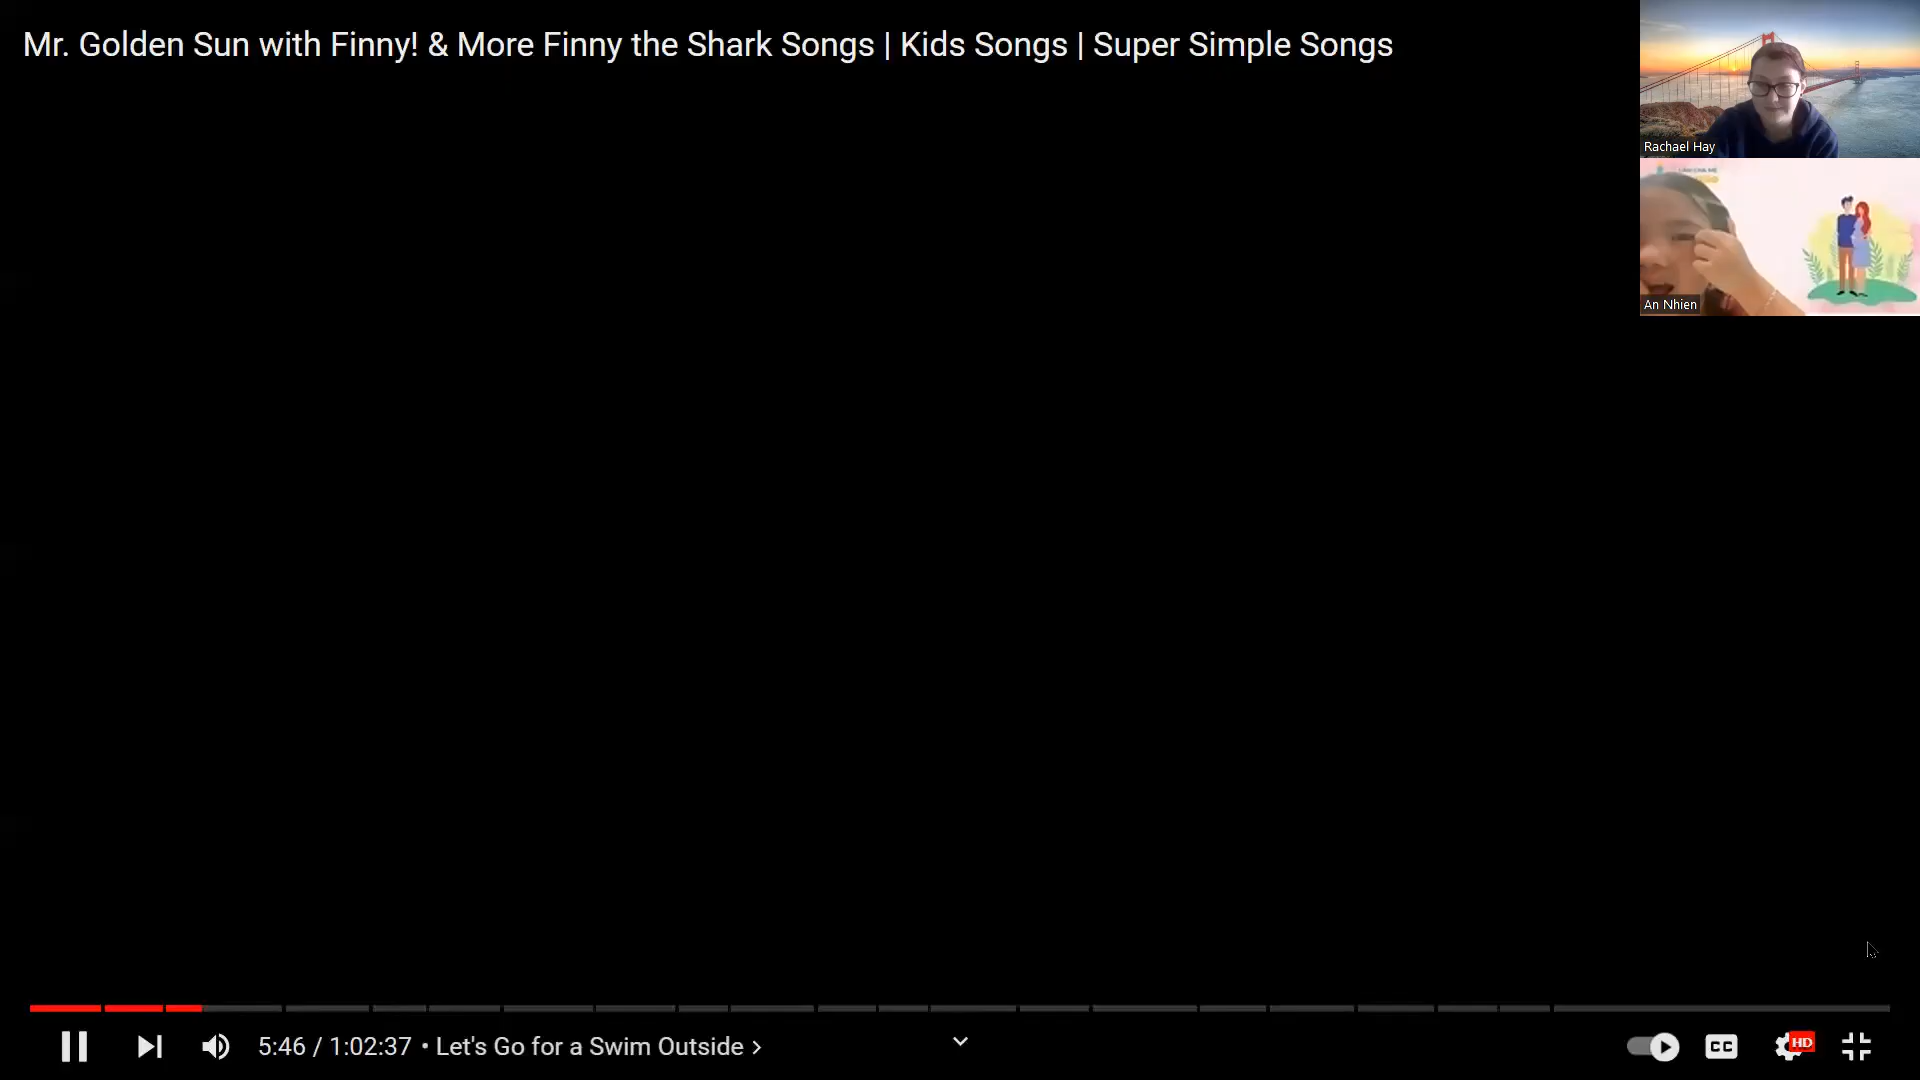 Mr. Golden Sun with Finny! & More Finny the Shark Songs | Kids Songs | Super Simple Songs
Rachael Hay
An Nhien
5:46 / 1:02:37 • Let's Go for a Swim Outside
CC
HD